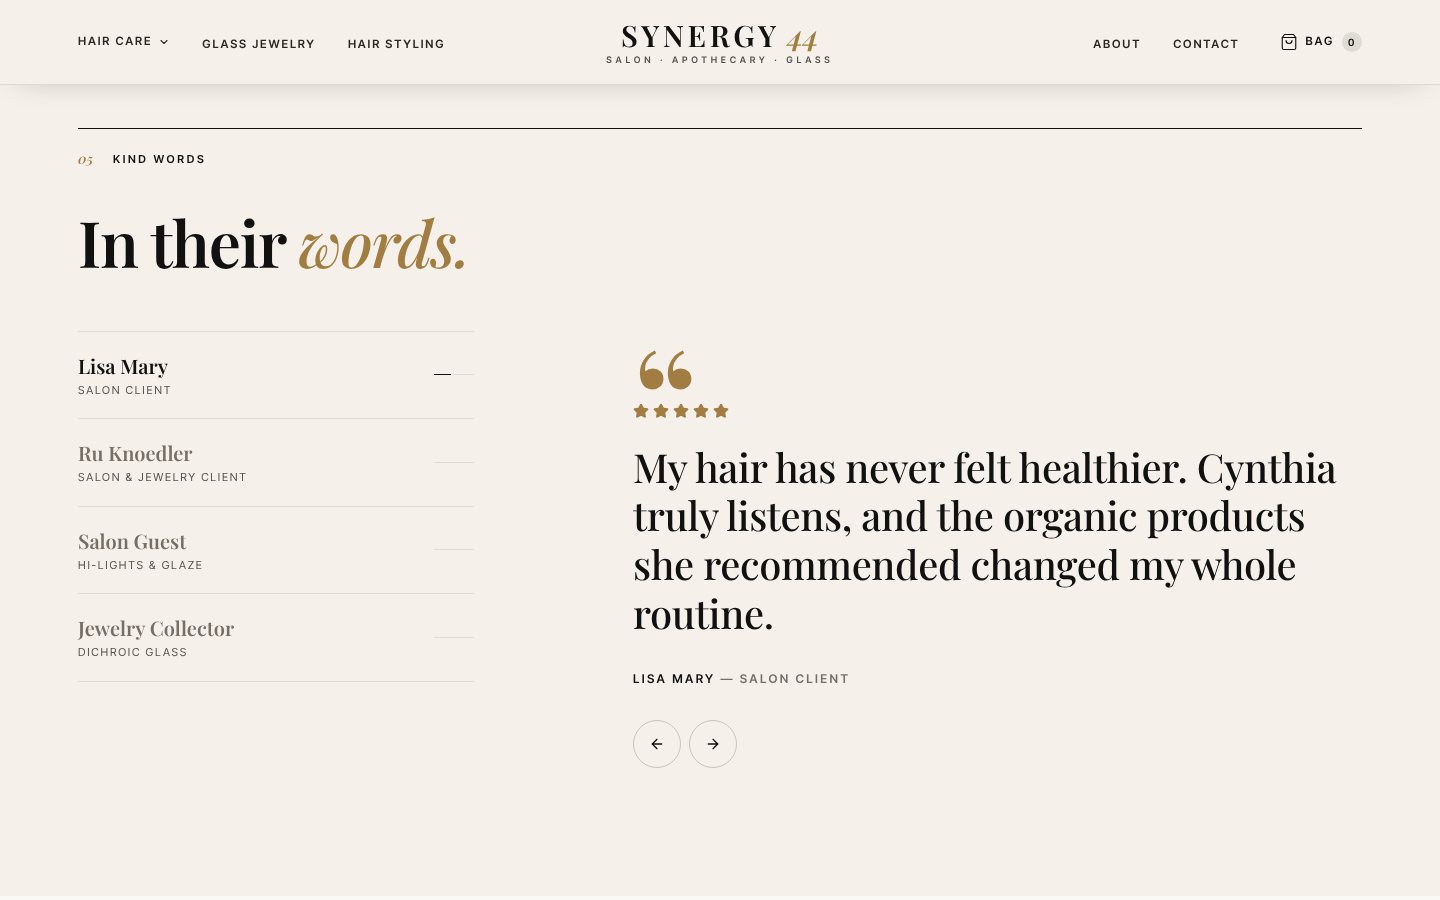 HAIR CARE
GLASS JEWELRY
HAIR STYLING
SYNERGY 44
SALON · APOTHECARY · GLASS
ABOUT
CONTACT
BAG 0
05 KIND WORDS
In their words.
Lisa Mary
SALON CLIENT
Ru Knoedler
SALON & JEWELRY CLIENT
Salon Guest
HI-LIGHTS & GLAZE
Jewelry Collector
DICHROIC GLASS
“
My hair has never felt healthier. Cynthia
truly listens, and the organic products
she recommended changed my whole
routine.
LISA MARY — SALON CLIENT